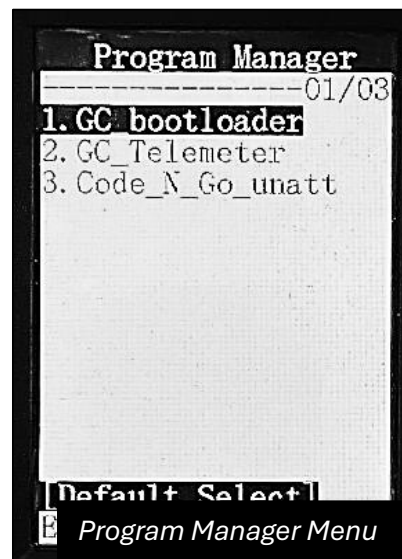 Program Manager
----------------01/03
1. GC bootloader
2. GC_Telemeter
3. Code_N_Go_unatt
[Default Select]
E
Program Manager Menu